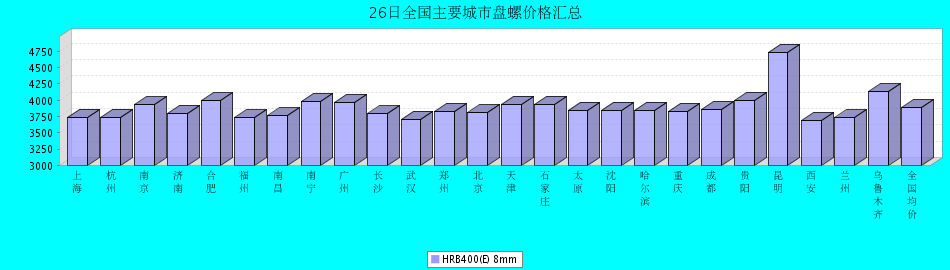 26日全国主要城市盘螺价格汇总
4750
4500
4250
4000
3750
3500
3250
3000
上海
杭州
南京
济南
合肥
福州
南昌
南宁
广州
长沙
武汉
郑州
北京
天津
石家庄
太原
沈阳
哈尔滨
重庆
成都
贵阳
昆明
西安
兰州
乌鲁木齐
全国均价
HRB400(E) 8mm